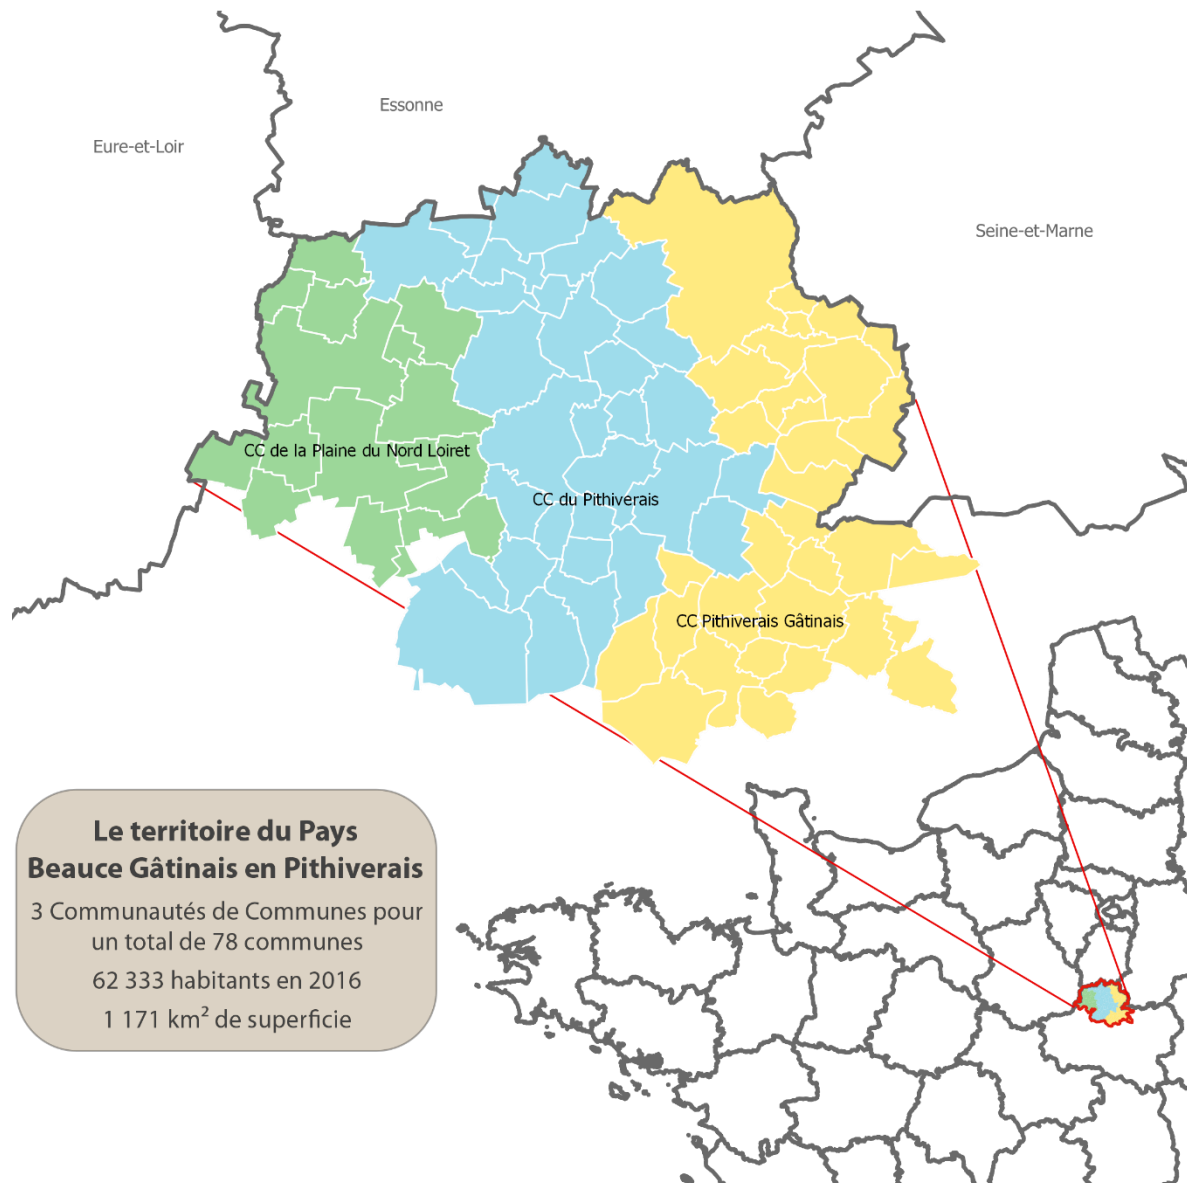 Essonne
Eure-et-Loir
Seine-et-Marne
CC de la Plaine du Nord Loiret
CC du Pithiverais
CC Pithiverais Gâtinais
Le territoire du Pays
Beauce Gâtinais en Pithiverais
3 Communautés de Communes pour
un total de 78 communes
62 333 habitants en 2016
1 171 km² de superficie